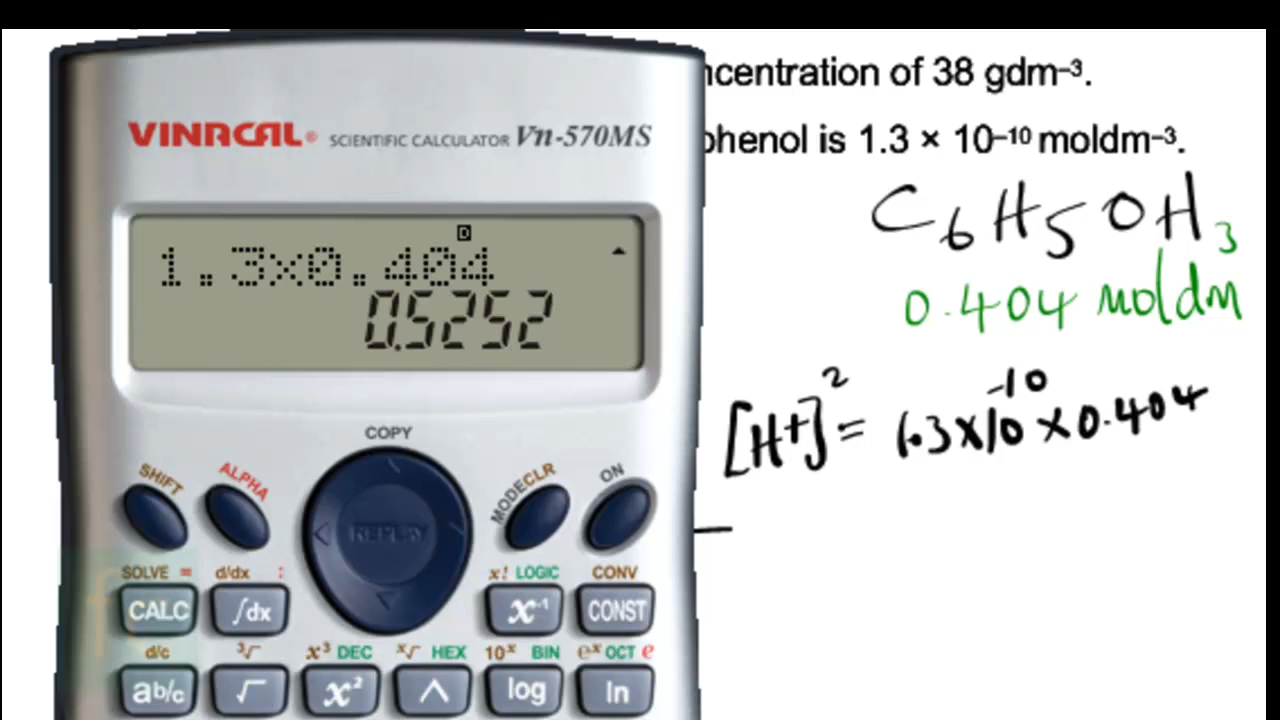 ncentration of 38 gdm⁻³.
VINACAL® SCIENTIFIC CALCULATOR Vn-570MS
phenol is 1.3 × 10⁻¹⁰ moldm⁻³.
C₆H₅OH
D
1.3x0.404
0.5252
3
0.404 moldm
[H+]² = 1.3×10⁻¹⁰×0.404
COPY
SHIFT ALPHA MODE CLR ON
REPLAY
SOLVE = d/dx : x! LOGIC CONV
CALC ∫dx x⁻¹ CONST
d/c ³√ x³ DEC ˣ√ HEX 10ˣ BIN eˣ OCT e
ab/c √ x² ∧ log ln